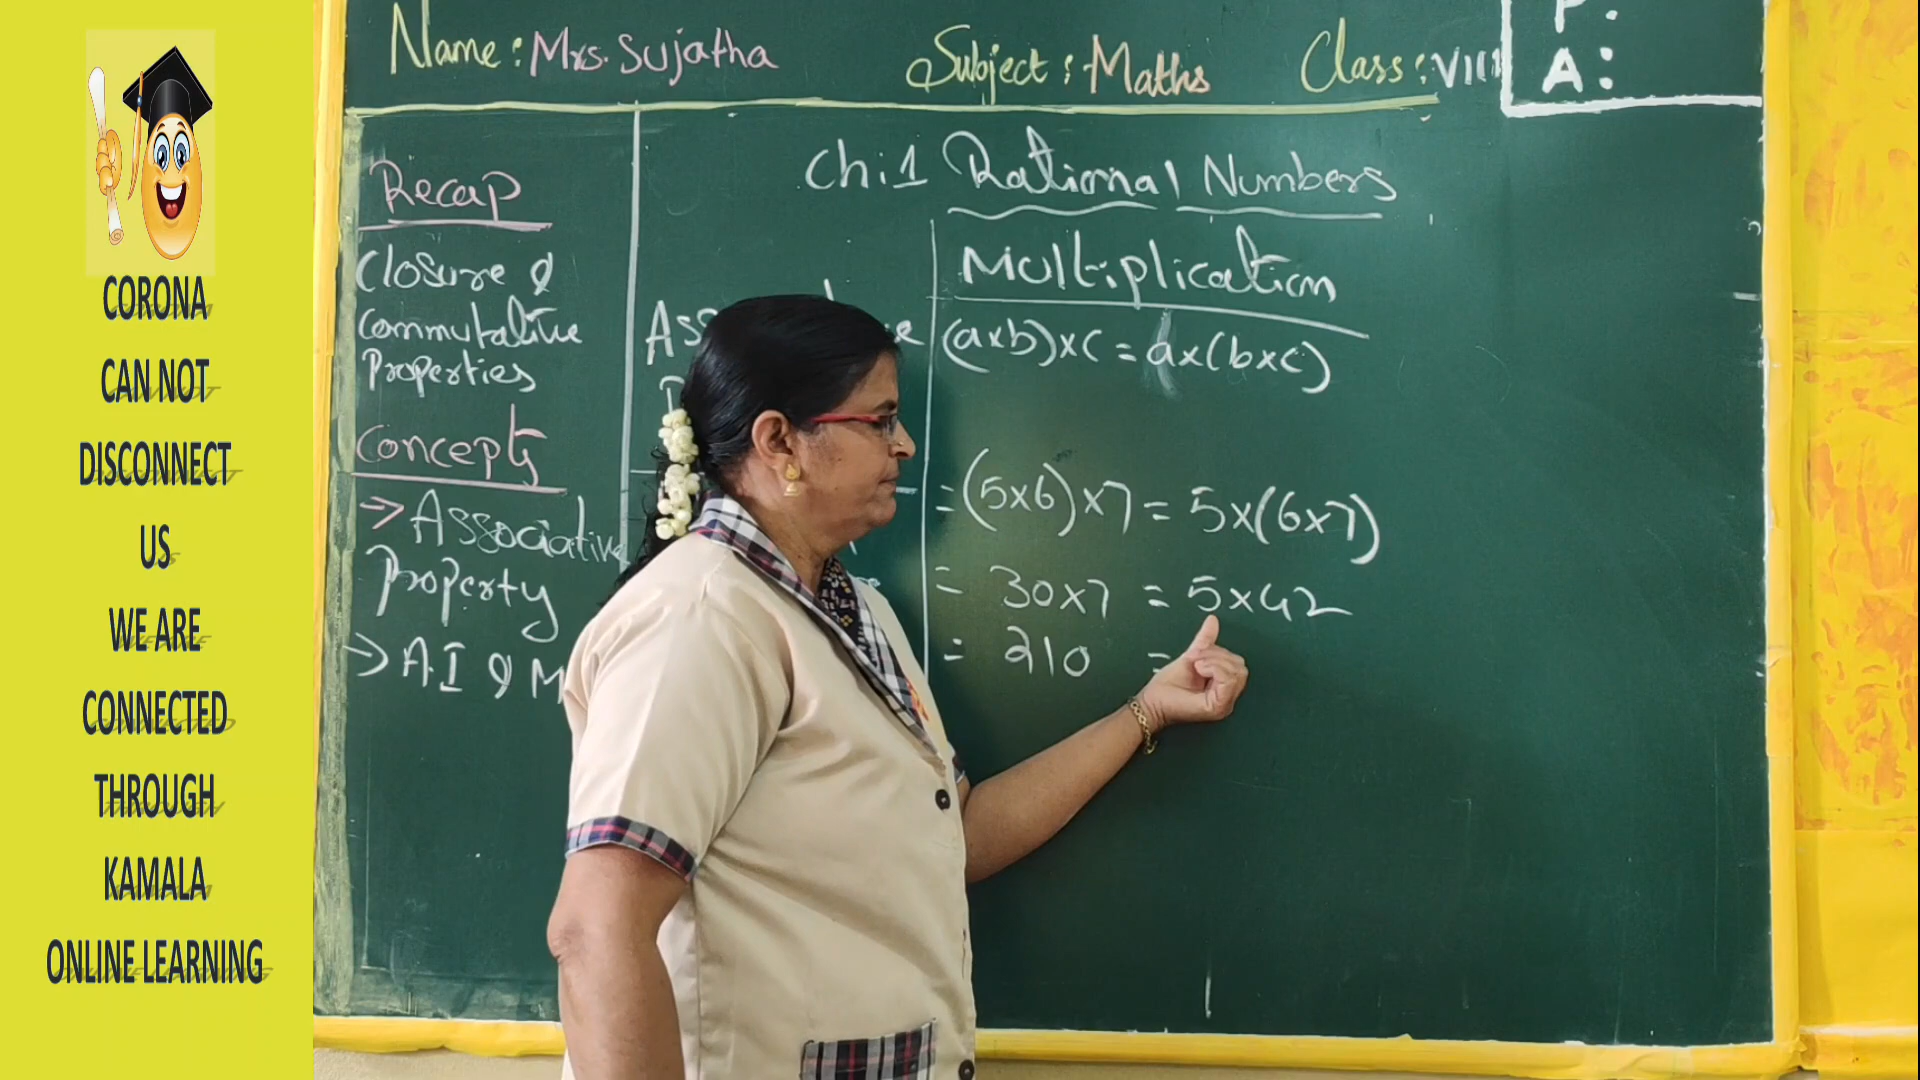 CORONA
CAN NOT
DISCONNECT
US
WE ARE
CONNECTED
THROUGH
KAMALA
ONLINE LEARNING
Name: Mrs. Sujatha Subject: Maths Class: VIII
P:
A:
Recap
Closure &
Commutative
Properties
Concepts
→ Associative
Property
→ A.I & M
Ch:1 Rational Numbers
Multiplication
(a×b)×c = a×(b×c)
= (5×6)×7 = 5×(6×7)
= 30×7 = 5×42
= 210 =